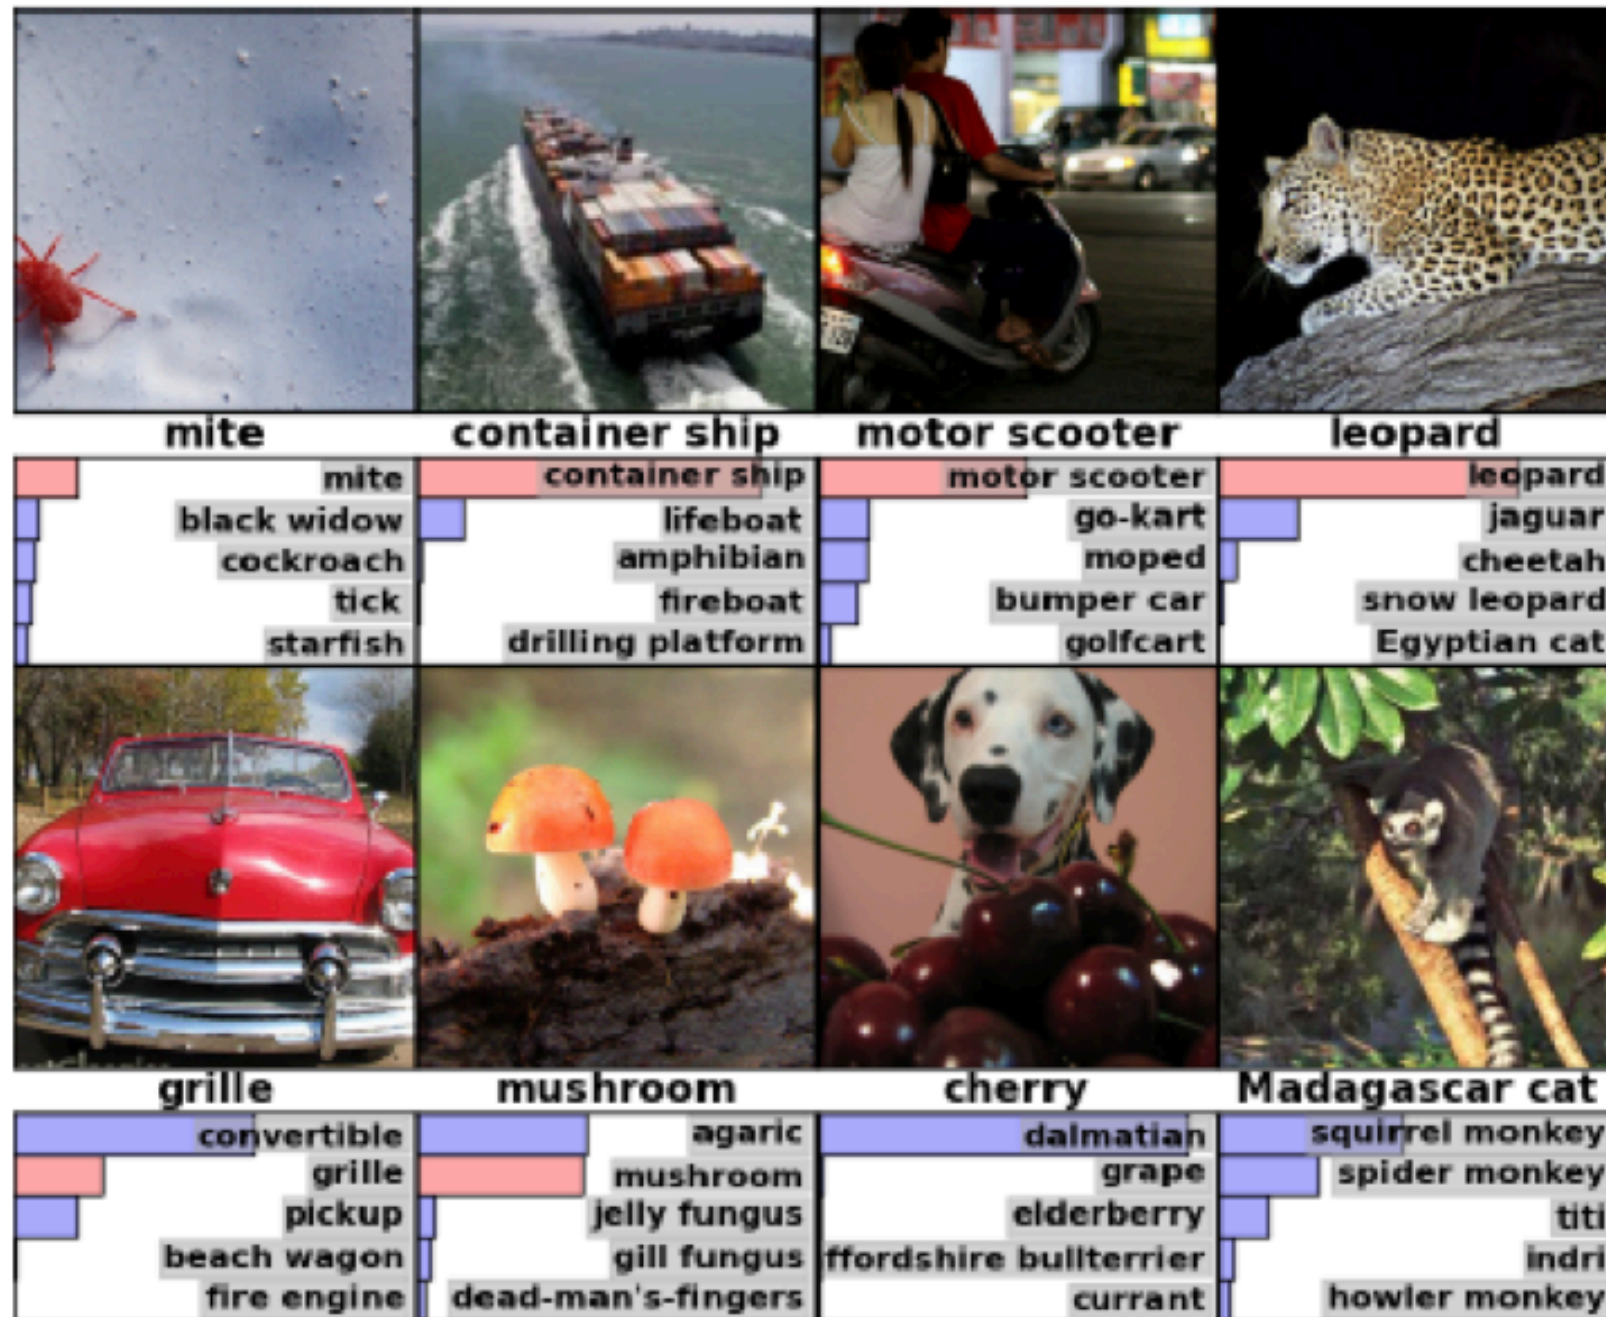 mite
container ship
motor scooter
leopard
mite
black widow
cockroach
tick
starfish
container ship
lifeboat
amphibian
fireboat
drilling platform
motor scooter
go-kart
moped
bumper car
golfcart
leopard
jaguar
cheetah
snow leopard
Egyptian cat
grille
mushroom
cherry
Madagascar cat
convertible
grille
pickup
beach wagon
fire engine
agaric
mushroom
jelly fungus
gill fungus
dead-man's-fingers
dalmatian
grape
elderberry
ffordshire bullterrier
currant
squirrel monkey
spider monkey
titi
indri
howler monkey